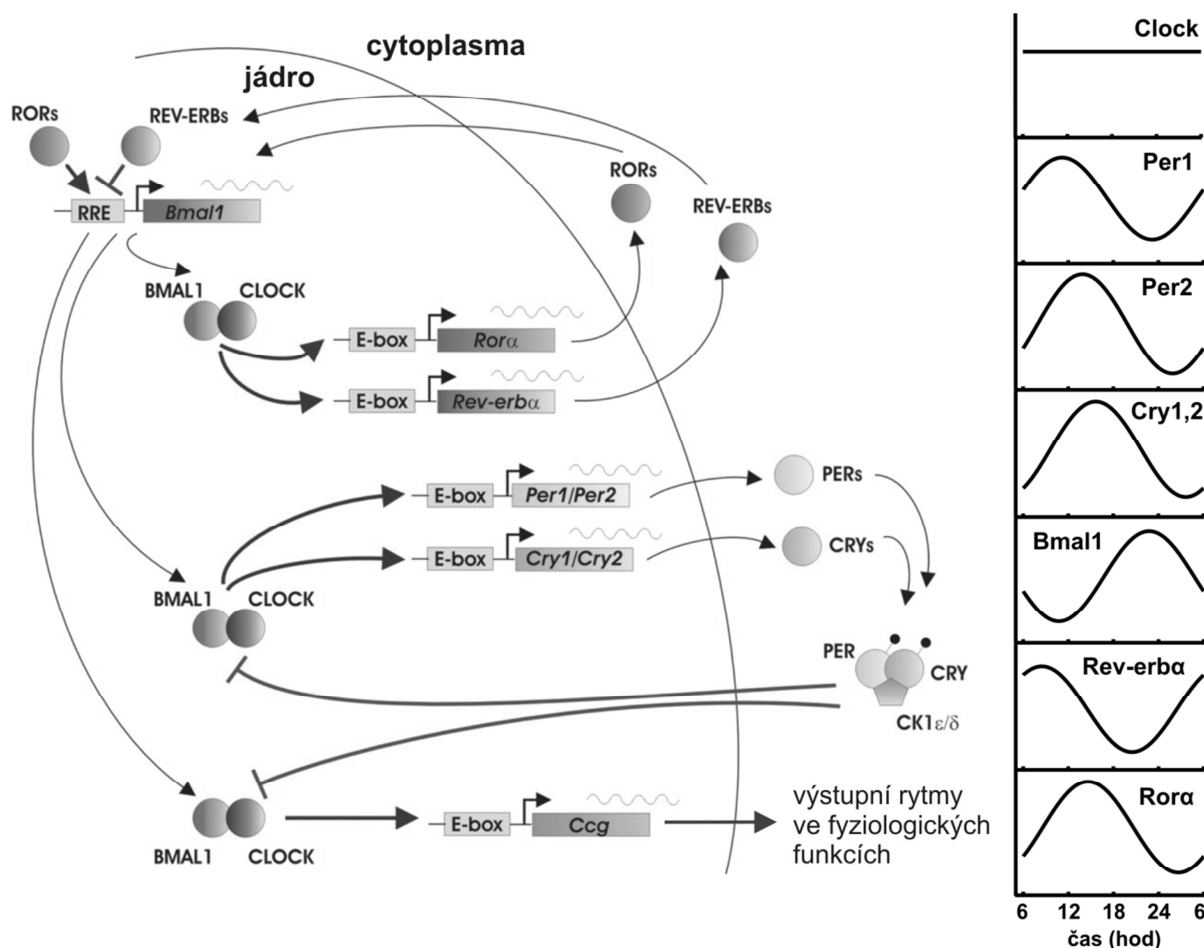 cytoplasma
jádro
RORs
REV-ERBs
RRE
Bmal1
RORs
REV-ERBs
BMAL1 CLOCK
E-box Rorα
E-box Rev-erbα
E-box Per1/Per2
PERs
E-box Cry1/Cry2
CRYs
BMAL1 CLOCK
PER
CRY
CK1ε/δ
BMAL1 CLOCK
E-box Ccg
výstupní rytmy
ve fyziologických
funkcích
Clock
Per1
Per2
Cry1,2
Bmal1
Rev-erbα
Rorα
6 12 18 24 6
čas (hod)